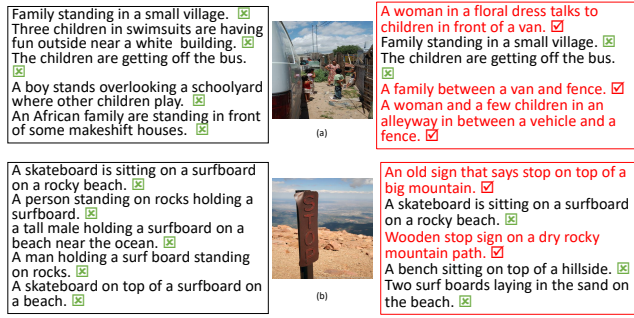 Family standing in a small village.
Three children in swimsuits are having
fun outside near a white building.
The children are getting off the bus.
A boy stands overlooking a schoolyard
where other children play.
An African family are standing in front
of some makeshift houses.
(a)
A woman in a floral dress talks to
children in front of a van.
Family standing in a small village.
The children are getting off the bus.
A family between a van and fence.
A woman and a few children in an
alleyway in between a vehicle and a
fence.
A skateboard is sitting on a surfboard
on a rocky beach.
A person standing on rocks holding a
surfboard.
a tall male holding a surfboard on a
beach near the ocean.
A man holding a surf board standing
on rocks.
A skateboard on top of a surfboard on
a beach.
STOP
(b)
An old sign that says stop on top of a
big mountain.
A skateboard is sitting on a surfboard
on a rocky beach.
Wooden stop sign on a dry rocky
mountain path.
A bench sitting on top of a hillside.
Two surf boards laying in the sand on
the beach.